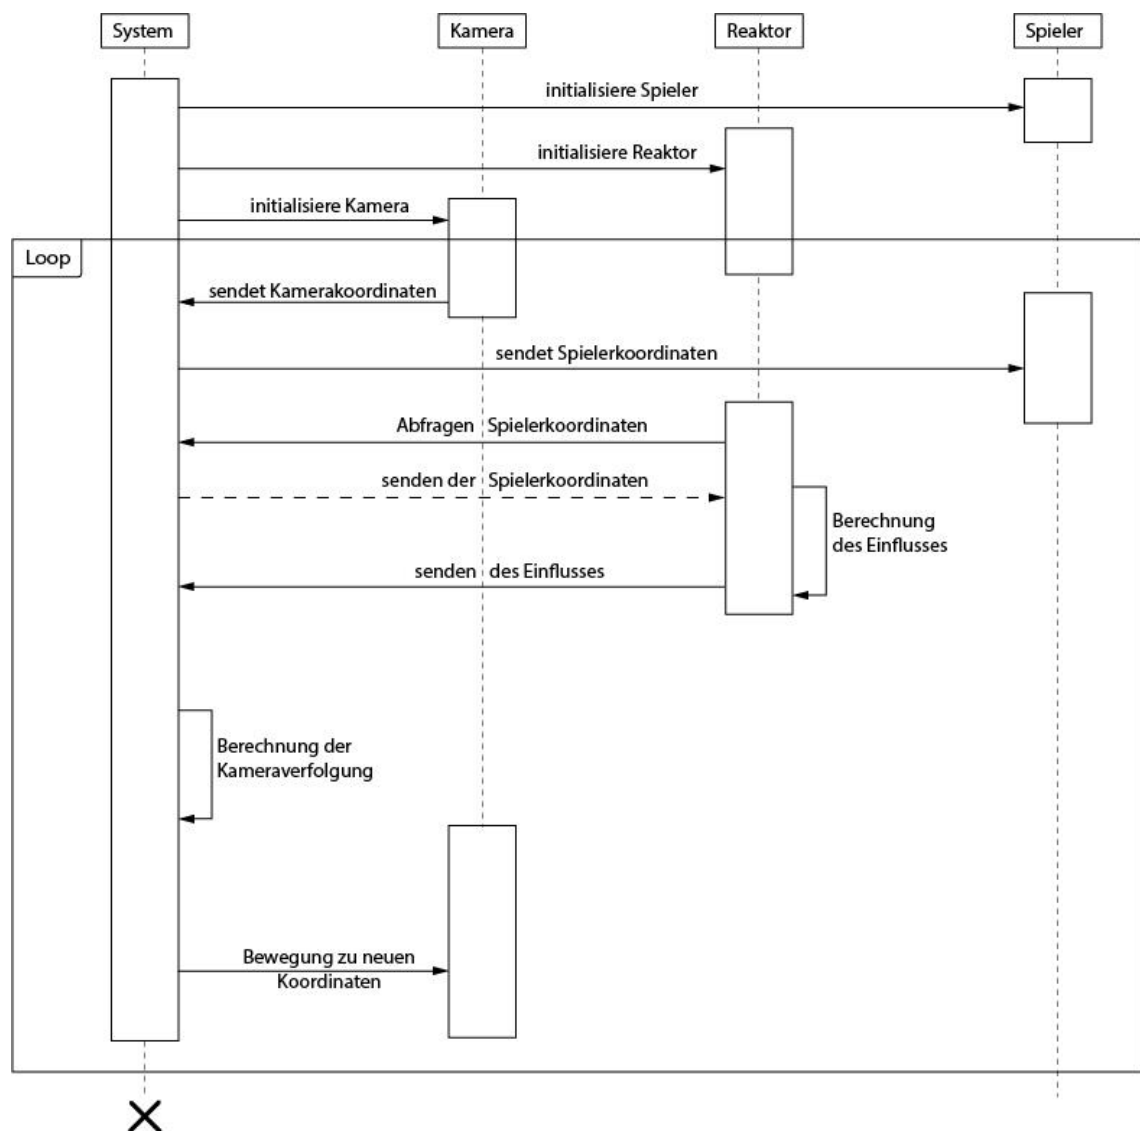 System
Kamera
Reaktor
Spieler
initialisiere Spieler
initialisiere Reaktor
initialisiere Kamera
Loop
sendet Kamerakoordinaten
sendet Spielerkoordinaten
Abfragen Spielerkoordinaten
senden der Spielerkoordinaten
Berechnung
des Einflusses
senden des Einflusses
Berechnung der
Kameraverfolgung
Bewegung zu neuen
Koordinaten